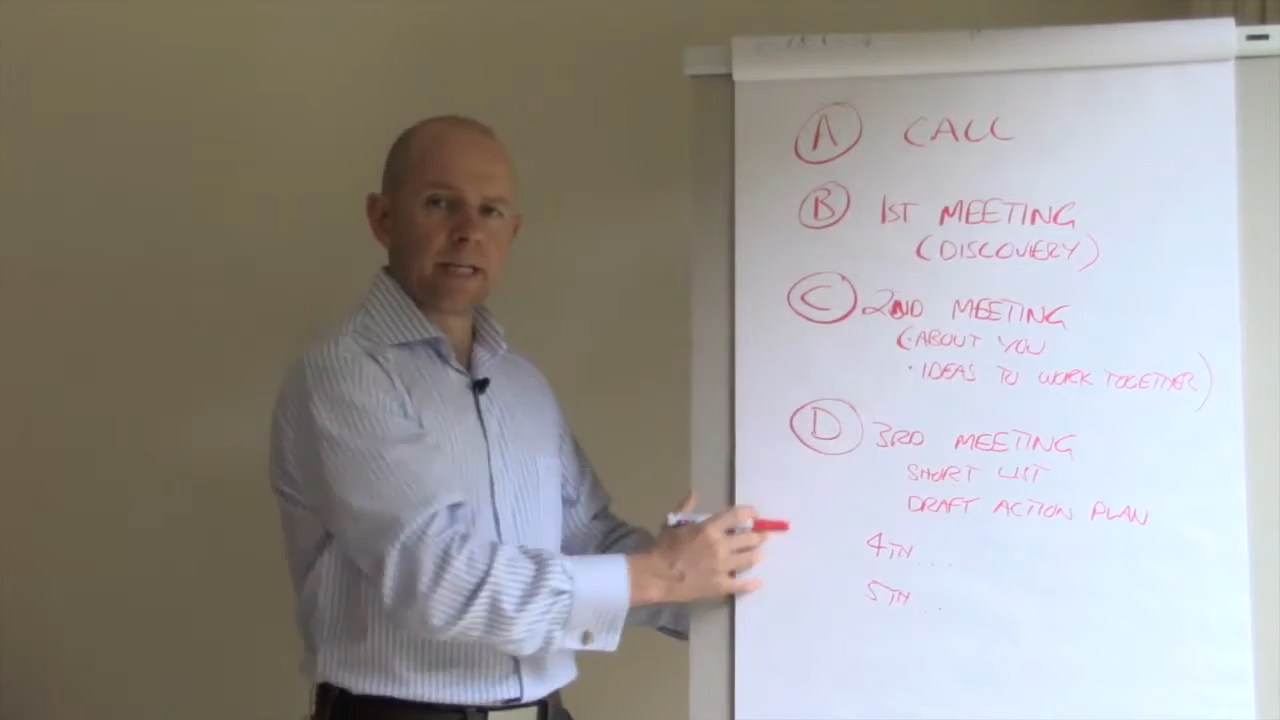 A CALL
B 1ST MEETING
(DISCOVERY)
C 2ND MEETING
(• ABOUT YOU
• IDEAS TO WORK TOGETHER)
D 3RD MEETING
SHORT LIST
DRAFT ACTION PLAN
4TH ...
5TH ...